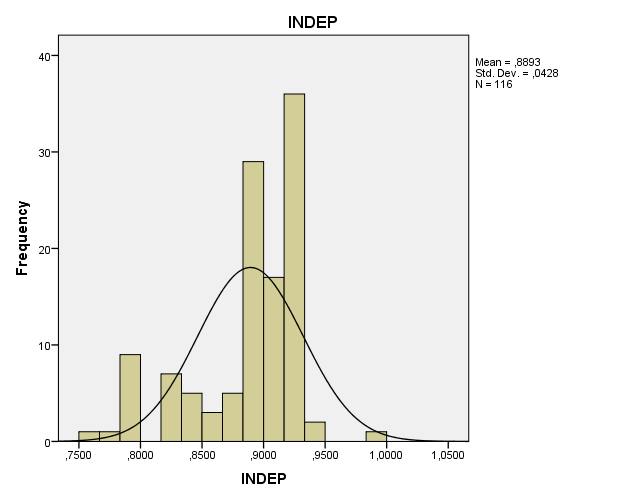 INDEP
Mean = ,8893
Std. Dev. = ,0428
N = 116
Frequency
40
30
20
10
0
,7500 ,8000 ,8500 ,9000 ,9500 1,0000 1,0500
INDEP